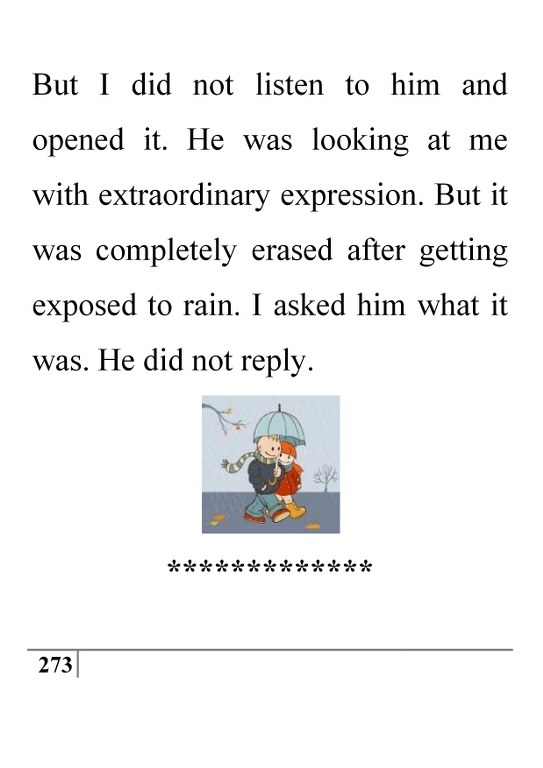 But I did not listen to him and
opened it. He was looking at me
with extraordinary expression. But it
was completely erased after getting
exposed to rain. I asked him what it
was. He did not reply.
*************
273